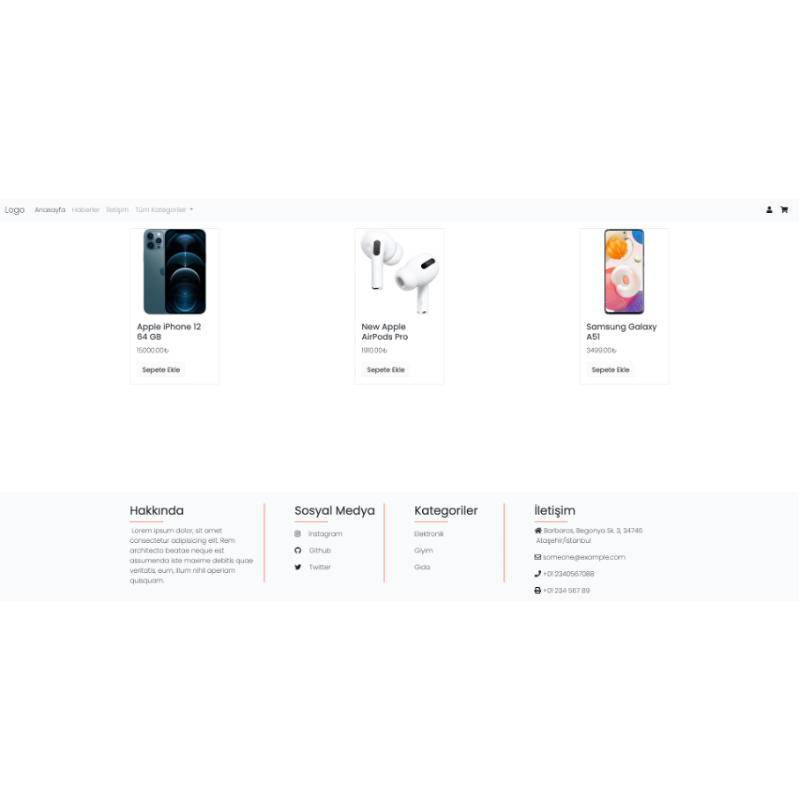 Logo Anasayfa Haberler İletişim Tüm Kategoriler
Apple iPhone 12
64 GB
15000.00₺
Sepete Ekle
New Apple
AirPods Pro
1910.00₺
Sepete Ekle
Samsung Galaxy
A51
3499.00₺
Sepete Ekle
Hakkında
Lorem ipsum dolor, sit amet
consectetur adipisicing elit. Rem
architecto beatae neque est
assumenda iste maxime debitis quae
veritatis, eum, illum nihil aperiam
quisquam.
Sosyal Medya
Instagram
Github
Twitter
Kategoriler
Elektronik
Giyim
Gıda
İletişim
Barbaros, Begonya Sk. 3, 34746
Ataşehir/İstanbul
someone@example.com
+01 2340567088
+01 234 567 89